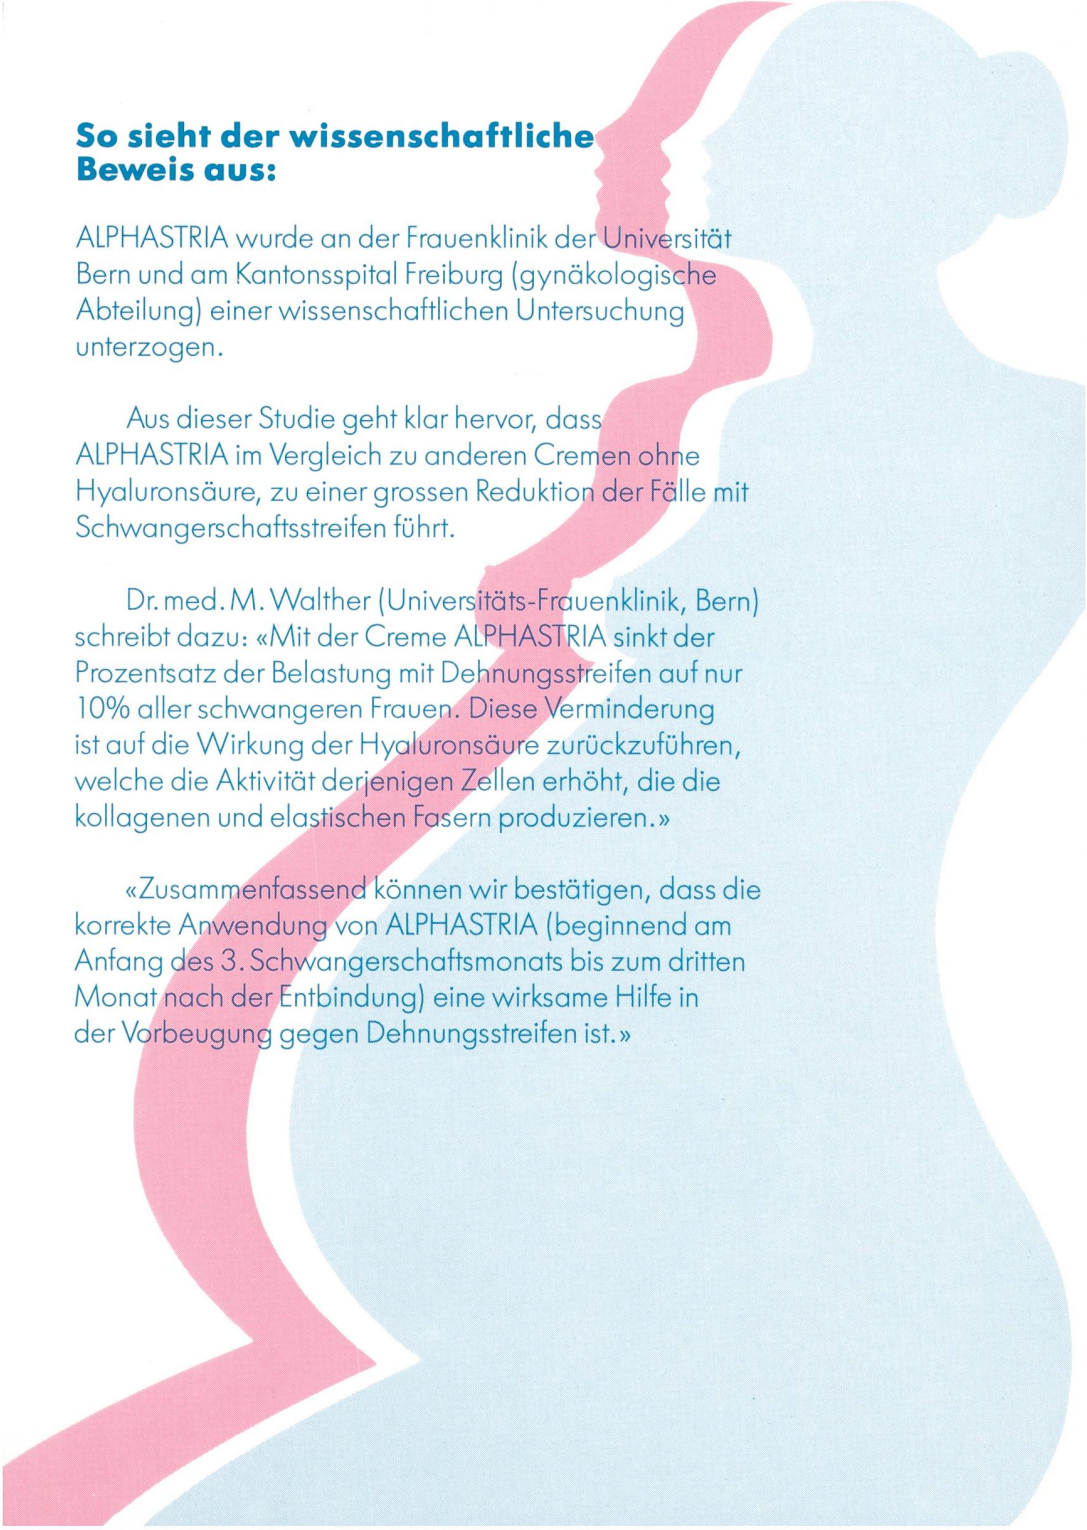 So sieht der wissenschaftliche
Beweis aus:
ALPHASTRIA wurde an der Frauenklinik der Universität
Bern und am Kantonsspital Freiburg (gynäkologische
Abteilung) einer wissenschaftlichen Untersuchung
unterzogen.
Aus dieser Studie geht klar hervor, dass
ALPHASTRIA im Vergleich zu anderen Cremen ohne
Hyaluronsäure, zu einer grossen Reduktion der Fälle mit
Schwangerschaftsstreifen führt.
Dr. med. M. Walther (Universitäts-Frauenklinik, Bern)
schreibt dazu: «Mit der Creme ALPHASTRIA sinkt der
Prozentsatz der Belastung mit Dehnungsstreifen auf nur
10% aller schwangeren Frauen. Diese Verminderung
ist auf die Wirkung der Hyaluronsäure zurückzuführen,
welche die Aktivität derjenigen Zellen erhöht, die die
kollagenen und elastischen Fasern produzieren.»
«Zusammenfassend können wir bestätigen, dass die
korrekte Anwendung von ALPHASTRIA (beginnend am
Anfang des 3. Schwangerschaftsmonats bis zum dritten
Monat nach der Entbindung) eine wirksame Hilfe in
der Vorbeugung gegen Dehnungsstreifen ist.»